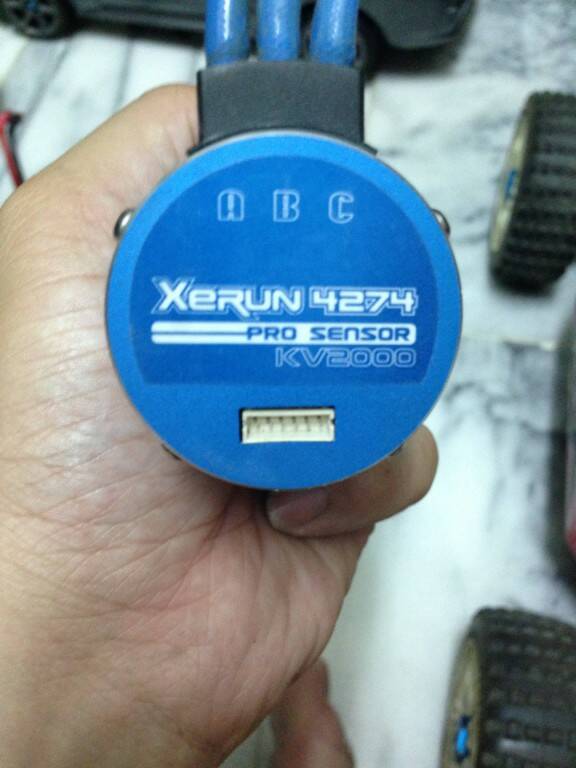 A B C
XERUN 4274
PRO SENSOR
KV2000